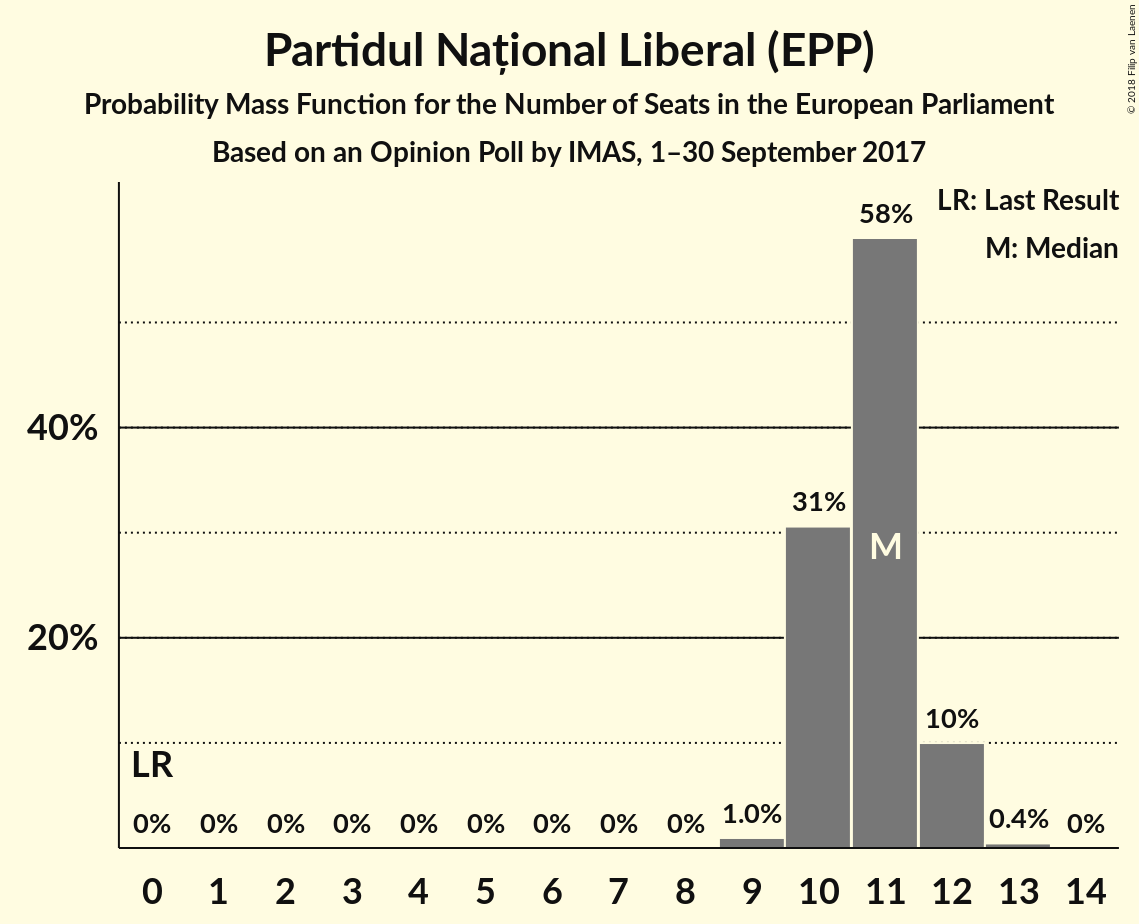 Partidul Național Liberal (EPP)
Probability Mass Function for the Number of Seats in the European Parliament
Based on an Opinion Poll by IMAS, 1–30 September 2017
© 2018 Filip van Laenen
LR: Last Result
M: Median
58%
40%
31%
M
20%
10%
LR
0% 0% 0% 0% 0% 0% 0% 0% 0% 1.0% 0.4% 0%
0 1 2 3 4 5 6 7 8 9 10 11 12 13 14